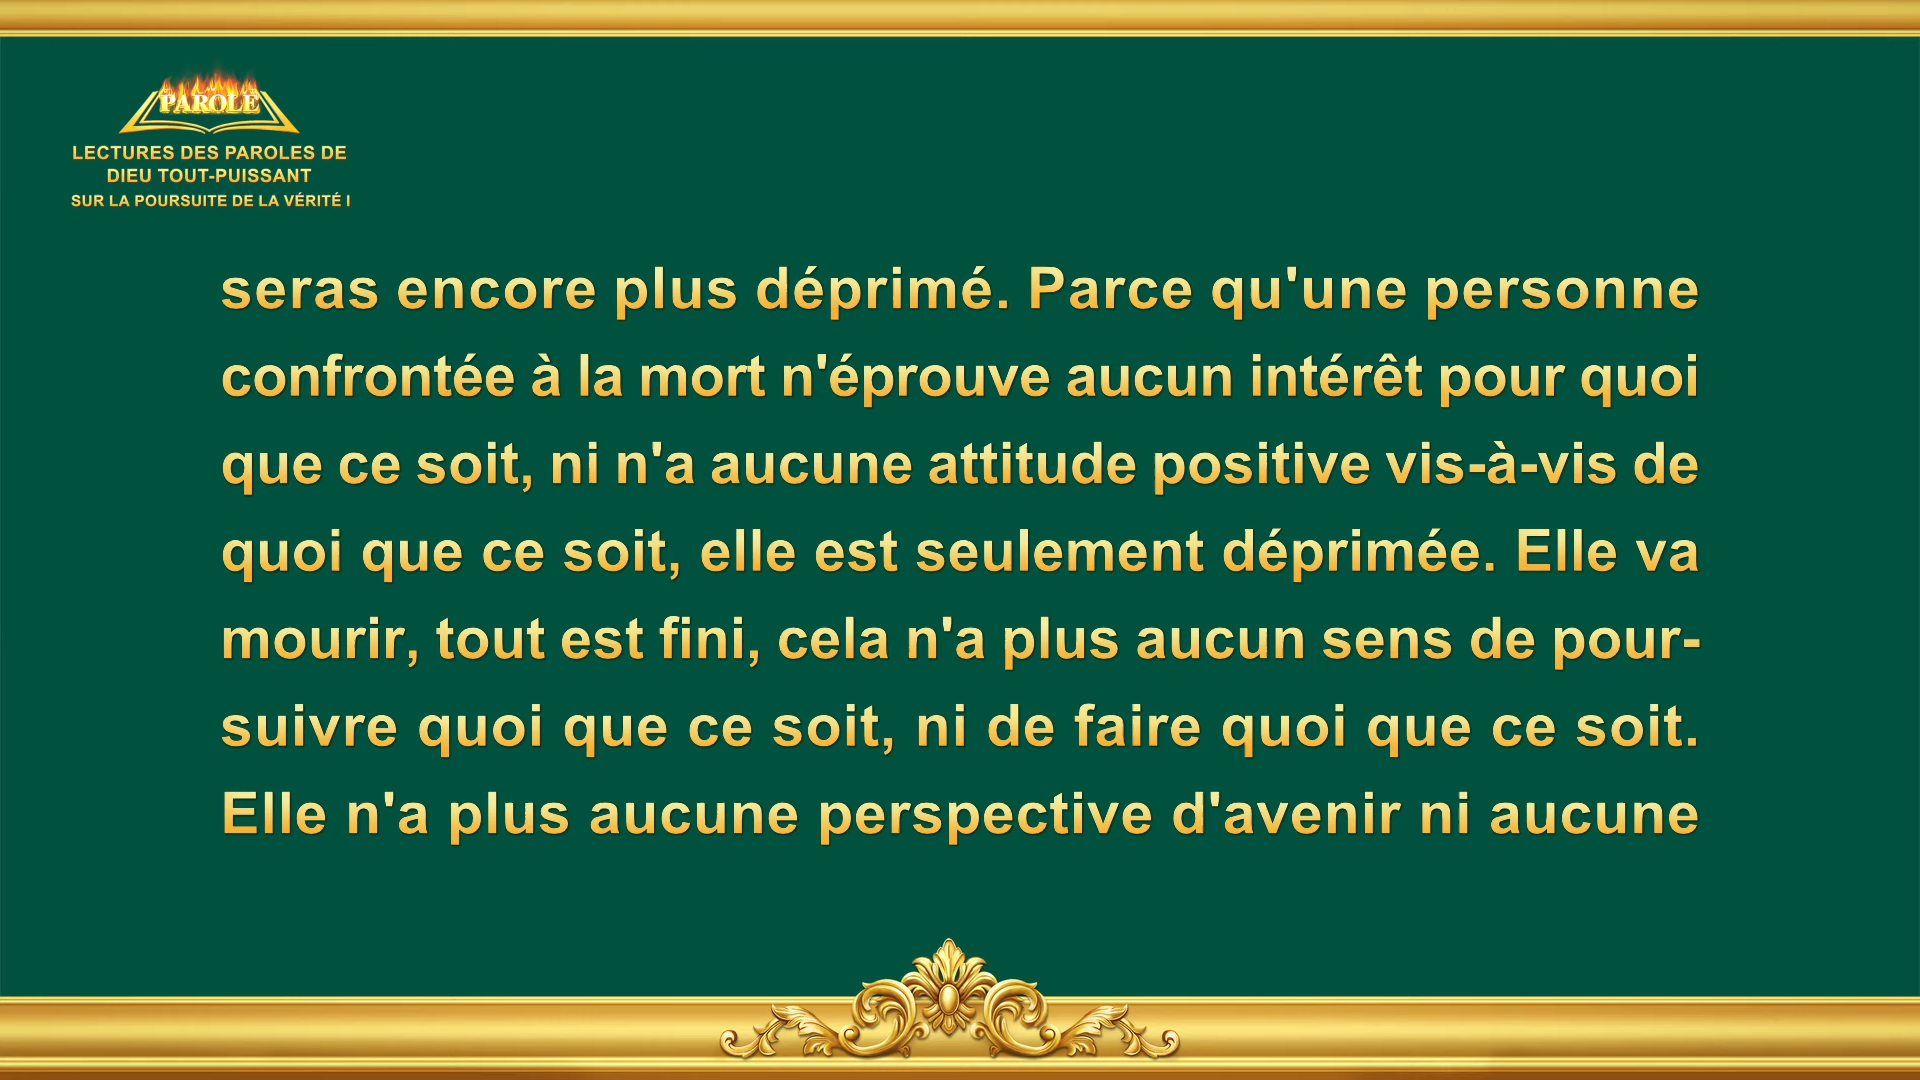 PAROLE
LECTURES DES PAROLES DE
DIEU TOUT-PUISSANT
SUR LA POURSUITE DE LA VÉRITÉ I
seras encore plus déprimé. Parce qu'une personne
confrontée à la mort n'éprouve aucun intérêt pour quoi
que ce soit, ni n'a aucune attitude positive vis-à-vis de
quoi que ce soit, elle est seulement déprimée. Elle va
mourir, tout est fini, cela n'a plus aucun sens de pour-
suivre quoi que ce soit, ni de faire quoi que ce soit.
Elle n'a plus aucune perspective d'avenir ni aucune